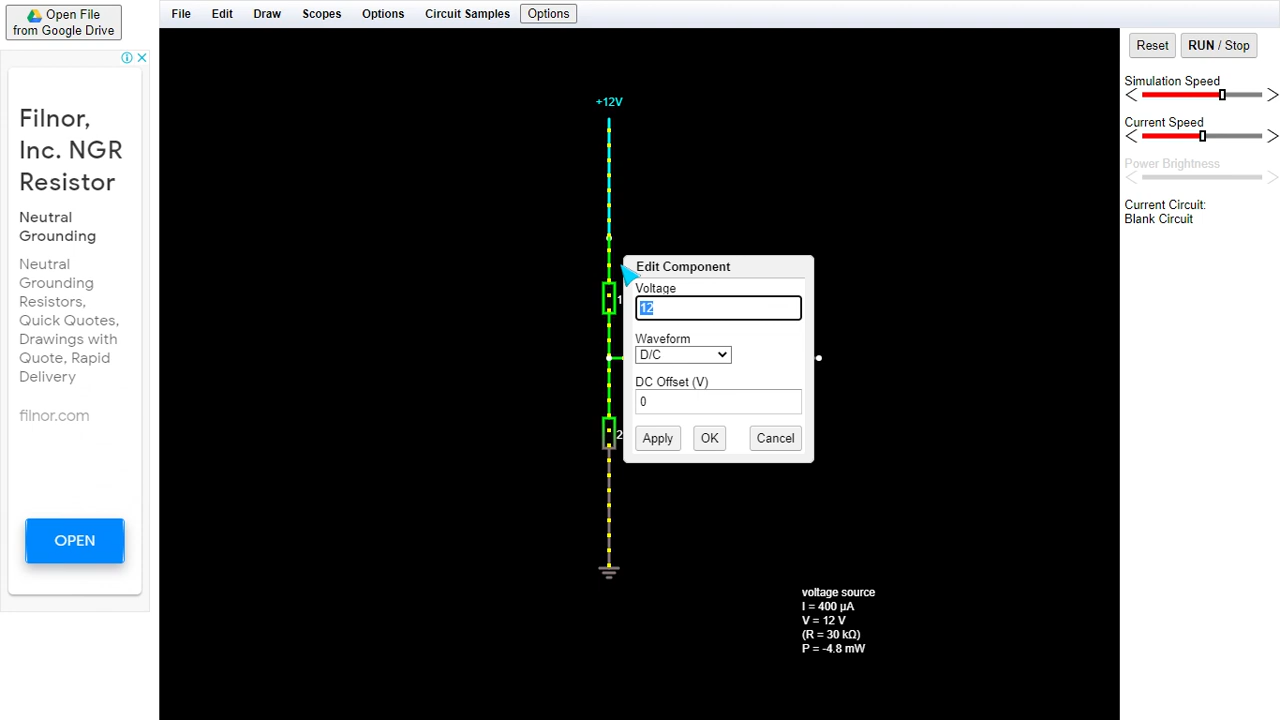 Open File
from Google Drive
File
Edit
Draw
Scopes
Options
Circuit Samples
Options
Filnor,
Inc. NGR
Resistor
Neutral
Grounding
Neutral
Grounding
Resistors,
Quick Quotes,
Drawings with
Quote, Rapid
Delivery
filnor.com
OPEN
+12V
1
2
Edit Component
Voltage
12
Waveform
D/C
DC Offset (V)
0
Apply
OK
Cancel
voltage source
I = 400 μA
V = 12 V
(R = 30 kΩ)
P = -4.8 mW
Reset
RUN / Stop
Simulation Speed
Current Speed
Power Brightness
Current Circuit:
Blank Circuit